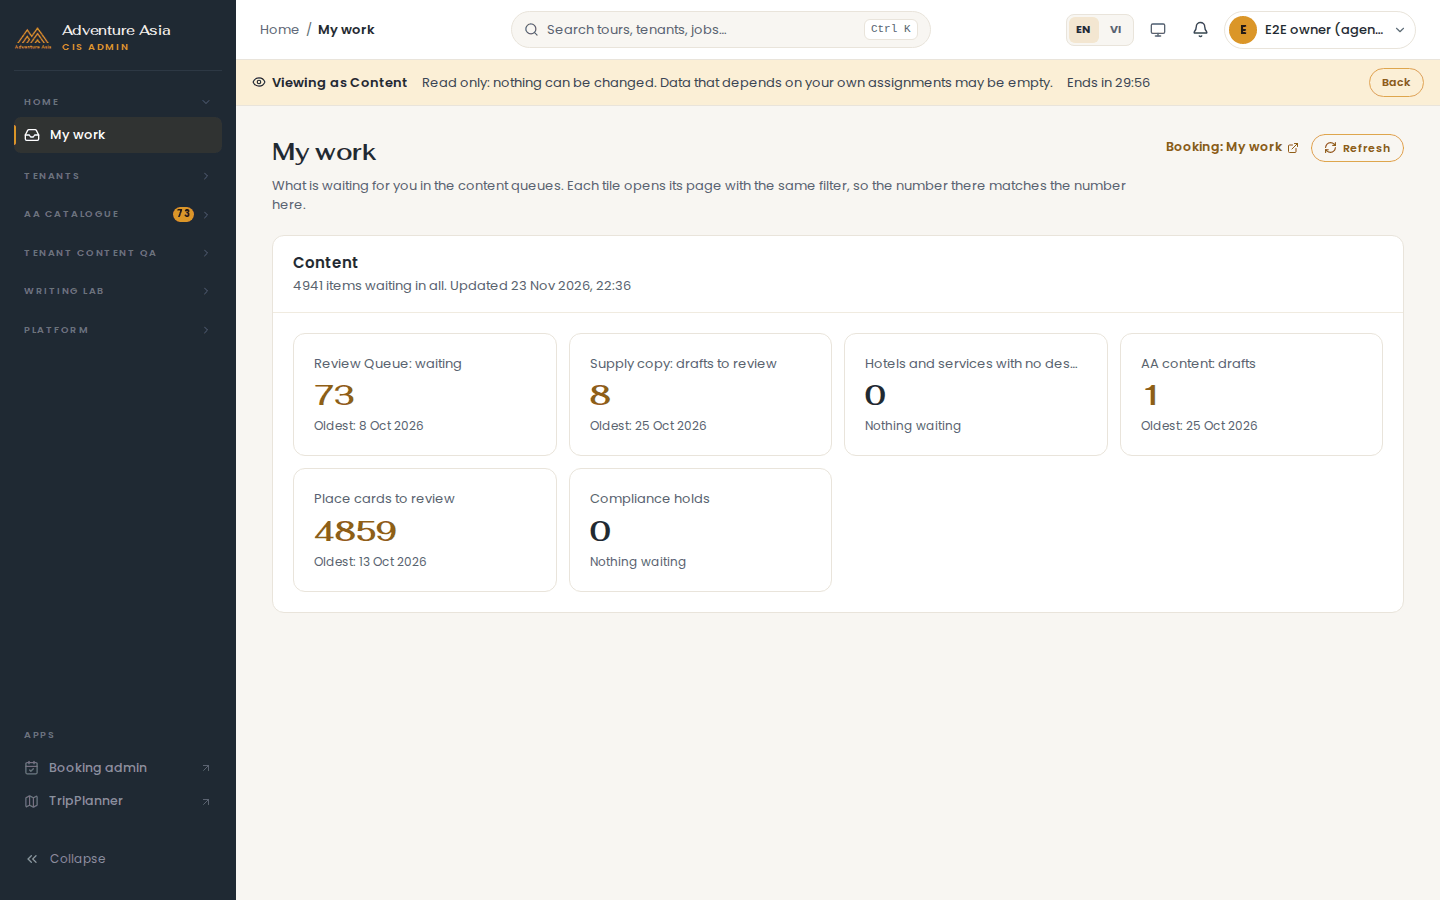 Adventure Asia
CIS ADMIN
Adventure Asia
HOME
My work
TENANTS
AA CATALOGUE 73
TENANT CONTENT QA
WRITING LAB
PLATFORM
APPS
Booking admin
TripPlanner
Collapse
Home / My work
Search tours, tenants, jobs...
Ctrl K
EN VI
E
E2E owner (agen...
Viewing as Content Read only: nothing can be changed. Data that depends on your own assignments may be empty. Ends in 29:56
Back
My work
Booking: My work
Refresh
What is waiting for you in the content queues. Each tile opens its page with the same filter, so the number there matches the number
here.
Content
4941 items waiting in all. Updated 23 Nov 2026, 22:36
Review Queue: waiting
73
Oldest: 8 Oct 2026
Supply copy: drafts to review
8
Oldest: 25 Oct 2026
Hotels and services with no des...
0
Nothing waiting
AA content: drafts
1
Oldest: 25 Oct 2026
Place cards to review
4859
Oldest: 13 Oct 2026
Compliance holds
0
Nothing waiting